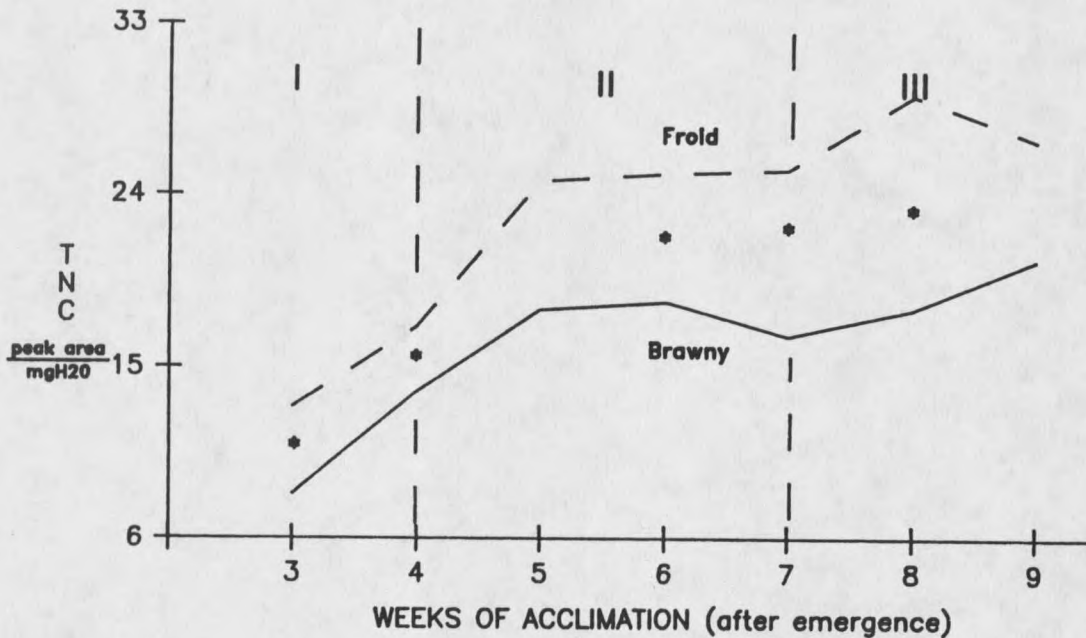 33
I
II
III
Froid
24
*
*
*
T
N
C
*
15
peak area
mgH20
Brawny
*
6
3 4 5 6 7 8 9
WEEKS OF ACCLIMATION (after emergence)